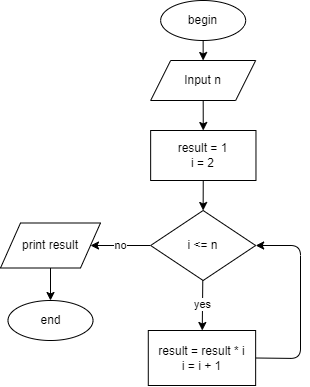 begin
Input n
result = 1
i = 2
i <= n
no
print result
yes
end
result = result * i
i = i + 1